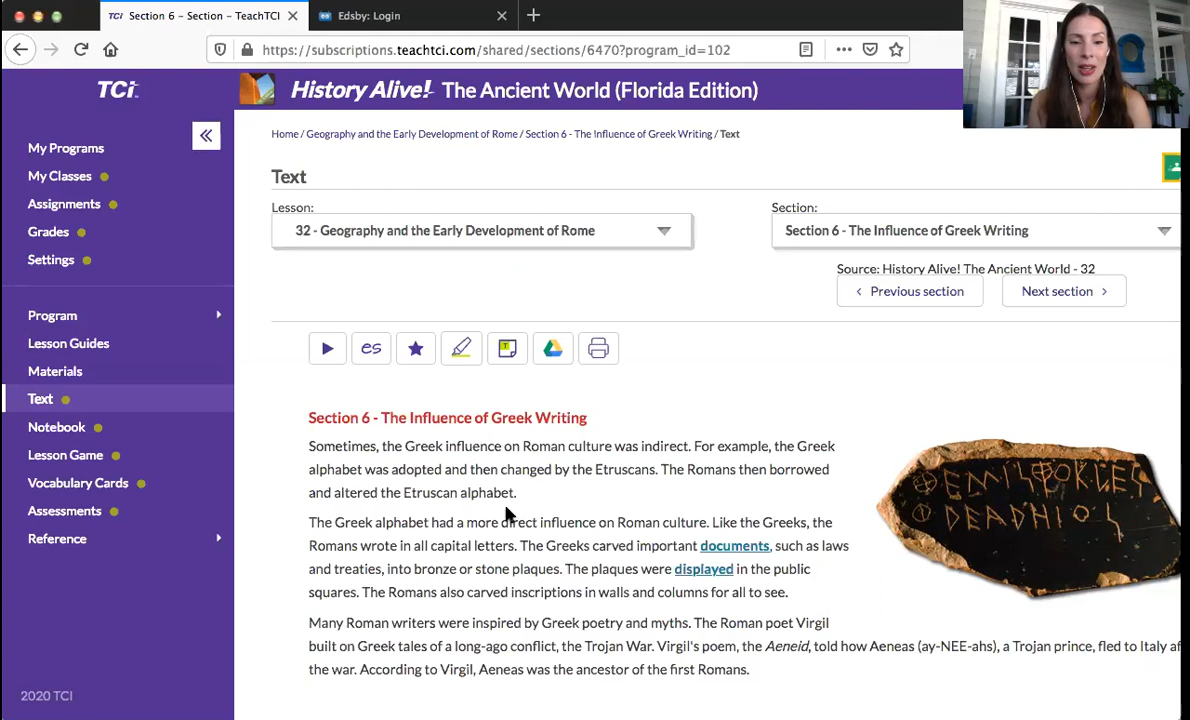 Section 6 – Section – TeachTCI
Edsby: Login
https://subscriptions.teachtci.com/shared/sections/6470?program_id=102
TCi
History Alive! The Ancient World (Florida Edition)
Home / Geography and the Early Development of Rome / Section 6 - The Influence of Greek Writing / Text
My Programs
My Classes
Assignments
Grades
Settings
Program
Lesson Guides
Materials
Text
Notebook
Lesson Game
Vocabulary Cards
Assessments
Reference
2020 TCI
Text
Lesson:
32 - Geography and the Early Development of Rome
Section:
Section 6 - The Influence of Greek Writing
Source: History Alive! The Ancient World - 32
Previous section
Next section
es
Section 6 - The Influence of Greek Writing
Sometimes, the Greek influence on Roman culture was indirect. For example, the Greek
alphabet was adopted and then changed by the Etruscans. The Romans then borrowed
and altered the Etruscan alphabet.
The Greek alphabet had a more direct influence on Roman culture. Like the Greeks, the
Romans wrote in all capital letters. The Greeks carved important documents, such as laws
and treaties, into bronze or stone plaques. The plaques were displayed in the public
squares. The Romans also carved inscriptions in walls and columns for all to see.
Many Roman writers were inspired by Greek poetry and myths. The Roman poet Virgil
built on Greek tales of a long-ago conflict, the Trojan War. Virgil's poem, the Aeneid, told how Aeneas (ay-NEE-ahs), a Trojan prince, fled to Italy af
the war. According to Virgil, Aeneas was the ancestor of the first Romans.